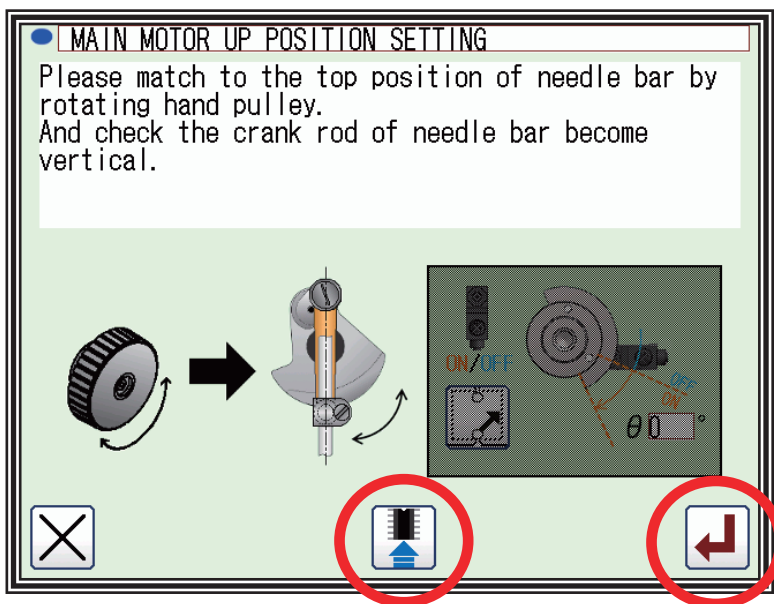 MAIN MOTOR UP POSITION SETTING
Please match to the top position of needle bar by
rotating hand pulley.
And check the crank rod of needle bar become
vertical.
ON/OFF
OFF
ON
θ 0 °